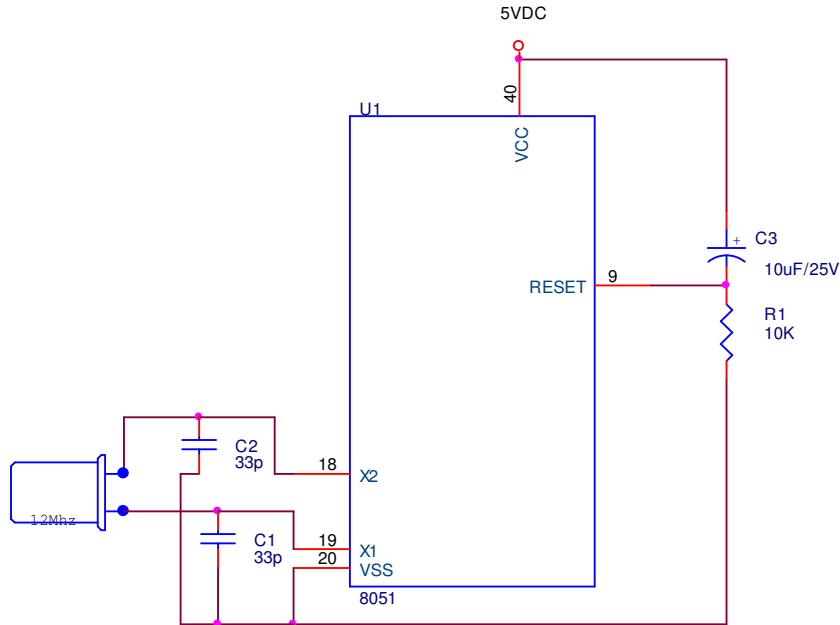 5VDC
40
U1
VCC
+
C3
10uF/25V
9
RESET
R1
10K
C2
33p
18
X2
12Mhz
C1
33p
19
X1
20
VSS
8051